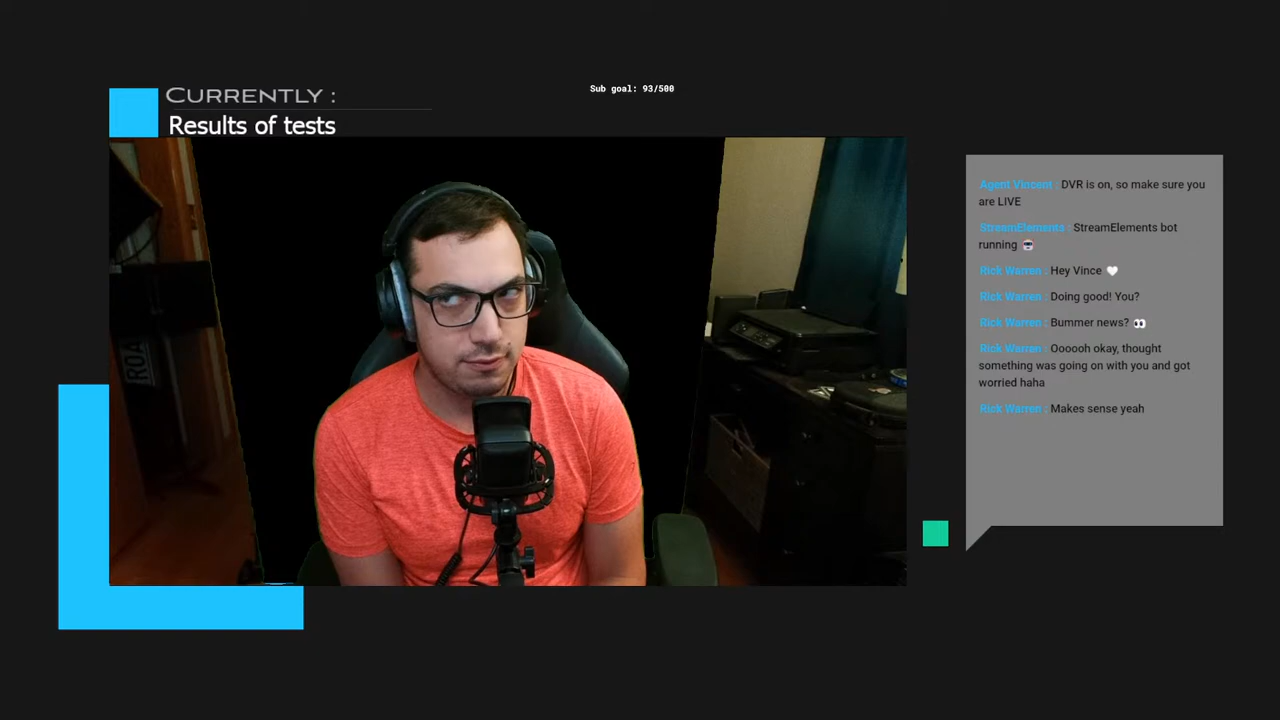 CURRENTLY :
Results of tests
Sub goal: 93/500
ROA
Agent Vincent : DVR is on, so make sure you
are LIVE
StreamElements : StreamElements bot
running
Rick Warren : Hey Vince 🤍
Rick Warren : Doing good! You?
Rick Warren : Bummer news? 👀
Rick Warren : Oooooh okay, thought
something was going on with you and got
worried haha
Rick Warren : Makes sense yeah